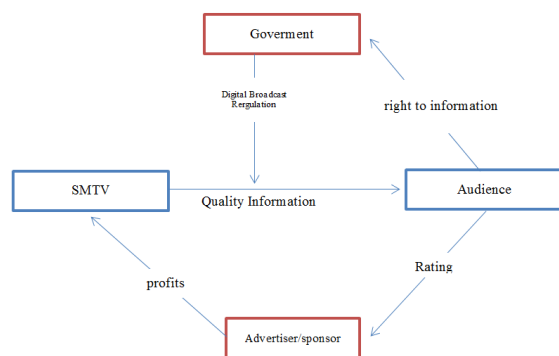 Goverment
Digital Broadcast
Rergulation
right to information
SMTV
Quality Information
Audience
profits
Rating
Advertiser/sponsor